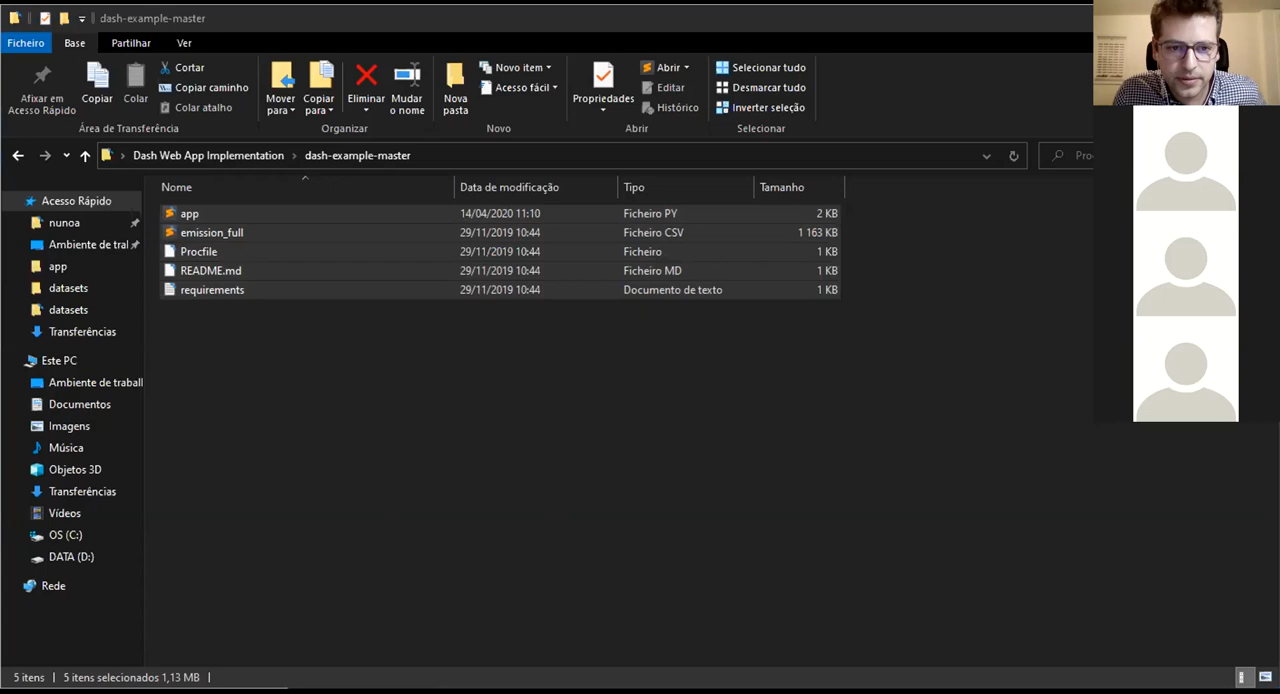 dash-example-master
Ficheiro Base Partilhar Ver
Afixar em Acesso Rápido
Copiar
Colar
Cortar
Copiar caminho
Colar atalho
Mover para
Copiar para
Eliminar
Mudar o nome
Nova pasta
Novo item
Acesso fácil
Propriedades
Abrir
Editar
Histórico
Selecionar tudo
Desmarcar tudo
Inverter seleção
Área de Transferência Organizar Novo Abrir Selecionar
Dash Web App Implementation dash-example-master Pro
Nome Data de modificação Tipo Tamanho
app 14/04/2020 11:10 Ficheiro PY 2 KB
emission_full 29/11/2019 10:44 Ficheiro CSV 1 163 KB
Procfile 29/11/2019 10:44 Ficheiro 1 KB
README.md 29/11/2019 10:44 Ficheiro MD 1 KB
requirements 29/11/2019 10:44 Documento de texto 1 KB
Acesso Rápido
nunoa
Ambiente de tral
app
datasets
datasets
Transferências
Este PC
Ambiente de traball
Documentos
Imagens
Música
Objetos 3D
Transferências
Vídeos
OS (C:)
DATA (D:)
Rede
5 itens 5 itens selecionados 1,13 MB